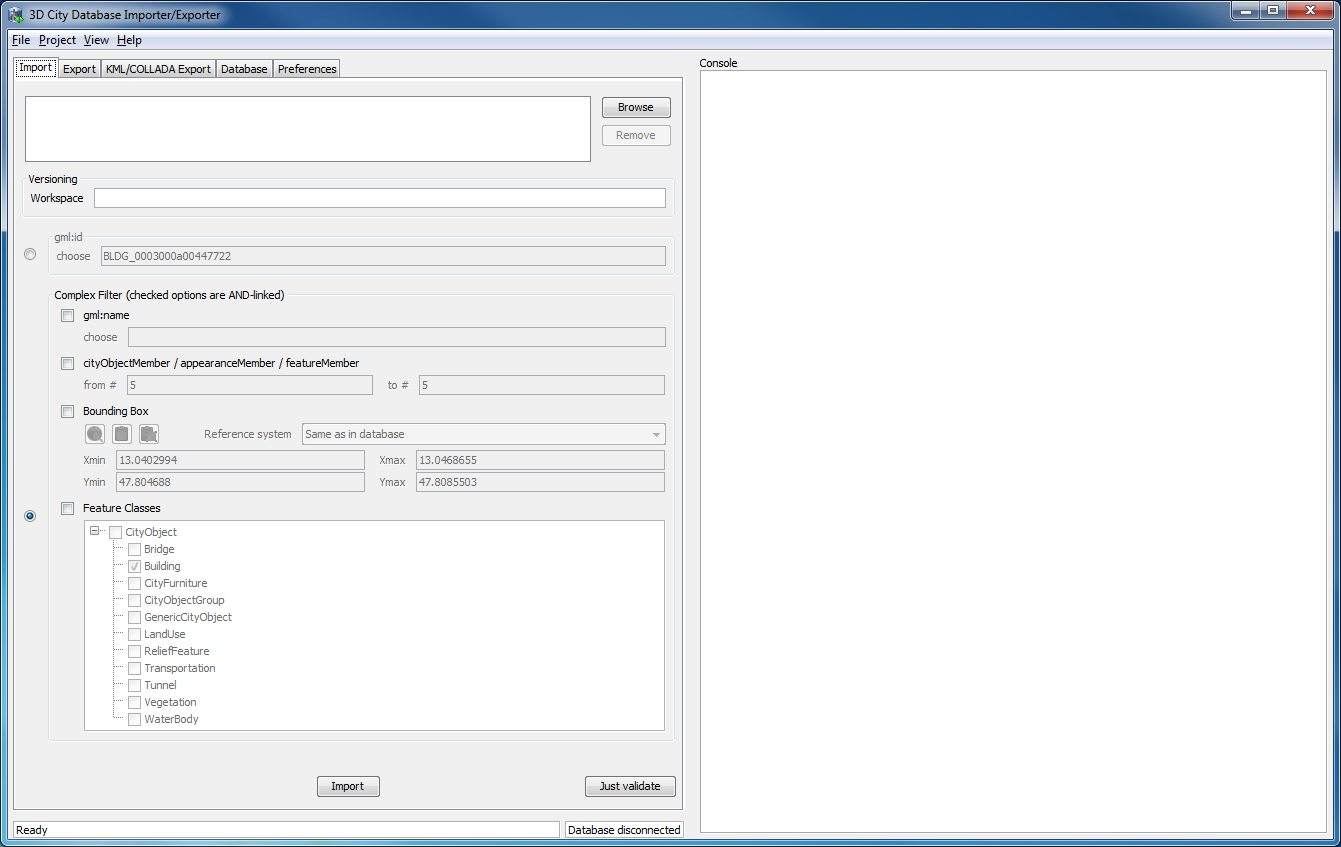 3D City Database Importer/Exporter
File Project View Help
Import Export KML/COLLADA Export Database Preferences
Console
Browse
Remove
Versioning
Workspace
gml:id
choose BLDG_0003000a00447722
Complex Filter (checked options are AND-linked)
gml:name
choose
cityObjectMember / appearanceMember / featureMember
from # 5 to # 5
Bounding Box
Reference system Same as in database
Xmin 13.0402994 Xmax 13.0468655
Ymin 47.804688 Ymax 47.8085503
Feature Classes
CityObject
Bridge
Building
CityFurniture
CityObjectGroup
GenericCityObject
LandUse
ReliefFeature
Transportation
Tunnel
Vegetation
WaterBody
Import Just validate
Ready Database disconnected